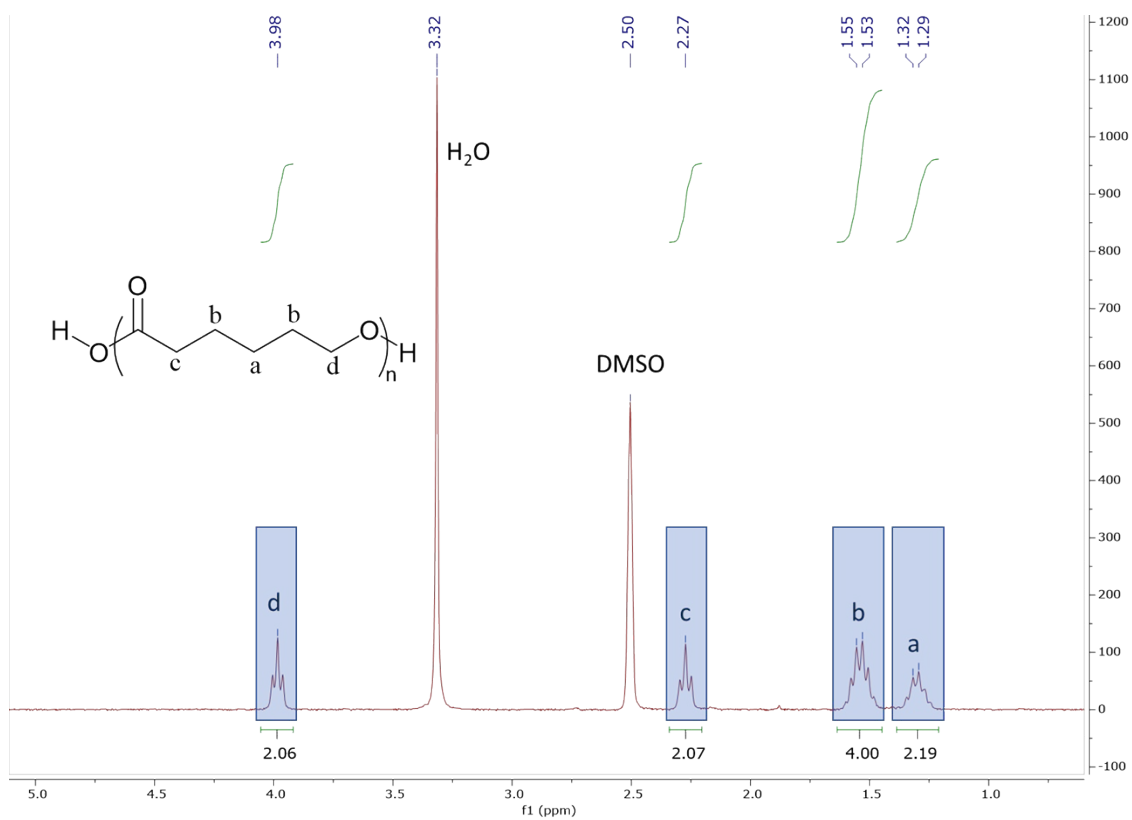 3.98
3.32
2.50
2.27
1.55
1.53
1.32
1.29
1200
1100
1000
900
800
700
600
500
400
300
200
100
0
-100
H₂O
DMSO
O
H
O
b
b
O
H
c
a
d
n
d
c
b
a
2.06
2.07
4.00
2.19
5.0 4.5 4.0 3.5 3.0 2.5 2.0 1.5 1.0
f1 (ppm)